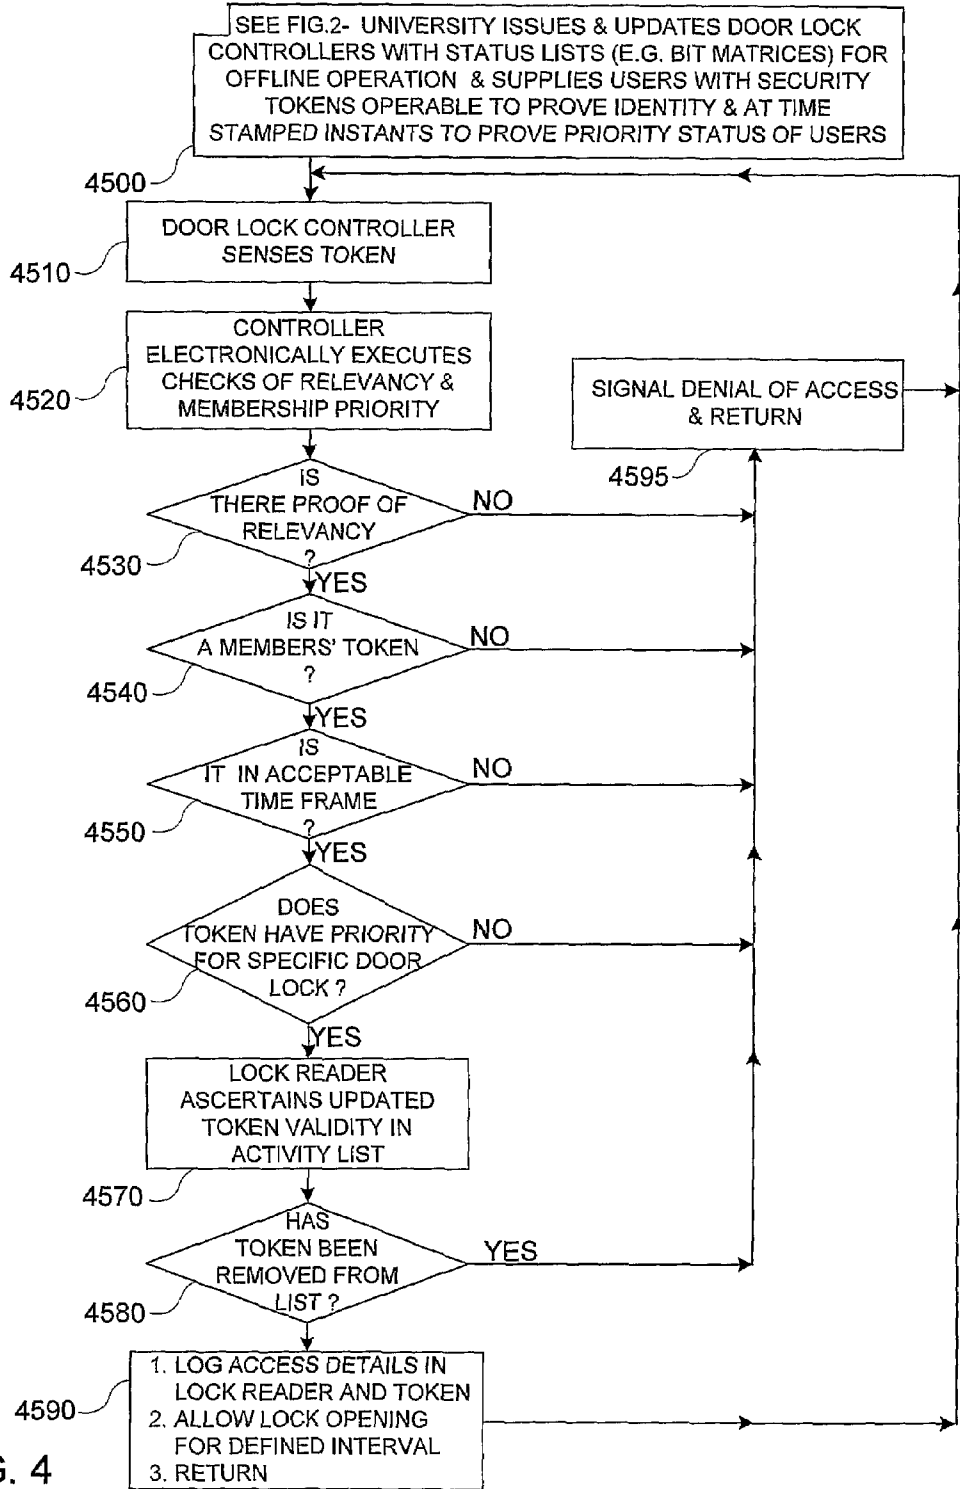 SEE FIG.2- UNIVERSITY ISSUES & UPDATES DOOR LOCK
CONTROLLERS WITH STATUS LISTS (E.G. BIT MATRICES) FOR
OFFLINE OPERATION & SUPPLIES USERS WITH SECURITY
TOKENS OPERABLE TO PROVE IDENTITY & AT TIME
STAMPED INSTANTS TO PROVE PRIORITY STATUS OF USERS
4500
DOOR LOCK CONTROLLER
SENSES TOKEN
4510
CONTROLLER
ELECTRONICALLY EXECUTES
CHECKS OF RELEVANCY &
MEMBERSHIP PRIORITY
4520
SIGNAL DENIAL OF ACCESS
& RETURN
4595
IS
THERE PROOF OF
RELEVANCY
?
NO
4530
YES
IS IT
A MEMBERS' TOKEN
?
NO
4540
YES
IS
IT IN ACCEPTABLE
TIME FRAME
?
NO
4550
YES
DOES
TOKEN HAVE PRIORITY
FOR SPECIFIC DOOR
LOCK ?
NO
4560
YES
LOCK READER
ASCERTAINS UPDATED
TOKEN VALIDITY IN
ACTIVITY LIST
4570
HAS
TOKEN BEEN
REMOVED FROM
LIST ?
YES
4580
1. LOG ACCESS DETAILS IN
LOCK READER AND TOKEN
2. ALLOW LOCK OPENING
FOR DEFINED INTERVAL
3. RETURN
4590
G. 4